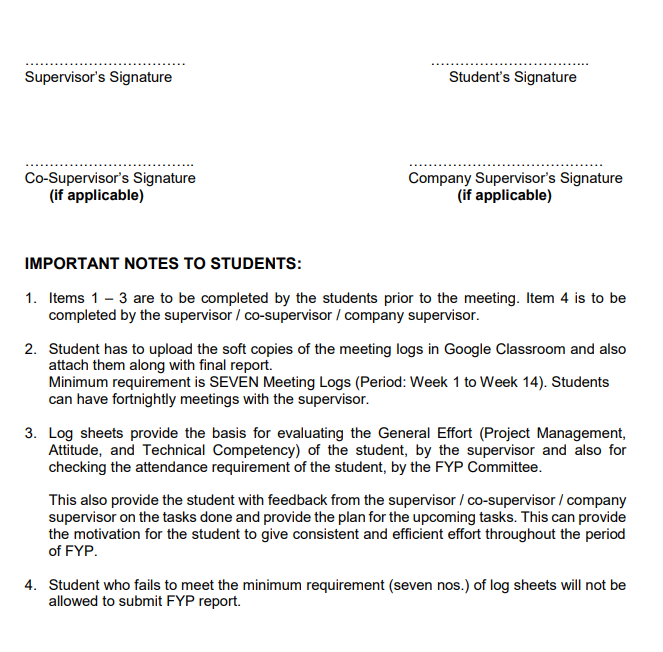 ……………………………
Supervisor’s Signature
…………………………...
Student’s Signature
……………………………..
Co-Supervisor’s Signature
(if applicable)
…………………………………
Company Supervisor’s Signature
(if applicable)
IMPORTANT NOTES TO STUDENTS:
1. Items 1 – 3 are to be completed by the students prior to the meeting. Item 4 is to be
completed by the supervisor / co-supervisor / company supervisor.
2. Student has to upload the soft copies of the meeting logs in Google Classroom and also
attach them along with final report.
Minimum requirement is SEVEN Meeting Logs (Period: Week 1 to Week 14). Students
can have fortnightly meetings with the supervisor.
3. Log sheets provide the basis for evaluating the General Effort (Project Management,
Attitude, and Technical Competency) of the student, by the supervisor and also for
checking the attendance requirement of the student, by the FYP Committee.
This also provide the student with feedback from the supervisor / co-supervisor / company
supervisor on the tasks done and provide the plan for the upcoming tasks. This can provide
the motivation for the student to give consistent and efficient effort throughout the period
of FYP.
4. Student who fails to meet the minimum requirement (seven nos.) of log sheets will not be
allowed to submit FYP report.